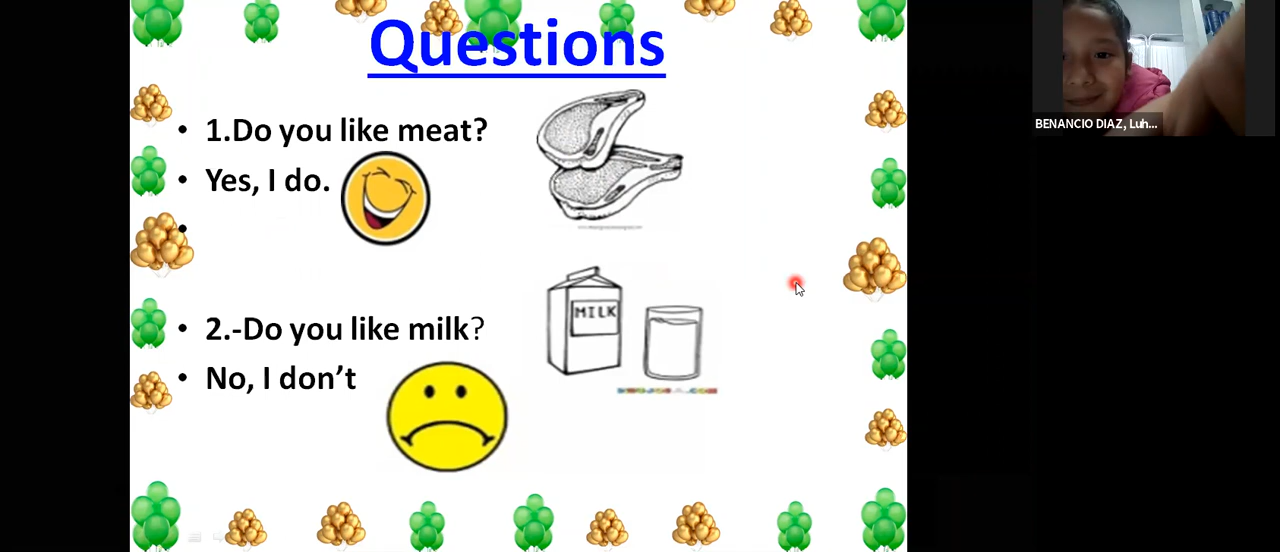 Questions
1.Do you like meat?
Yes, I do.
2.-Do you like milk?
No, I don’t
MILK
BENANCIO DIAZ, Luh...